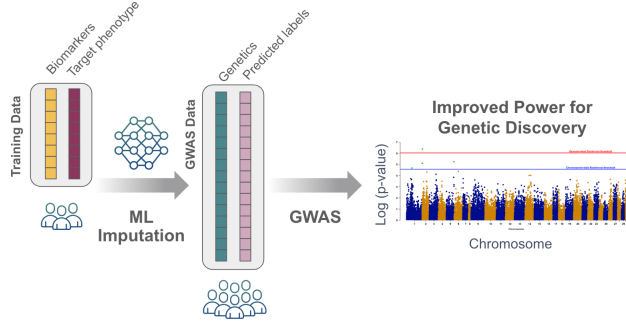 Biomarkers
Target phenotype
Training Data
ML
Imputation
Genetics
Predicted labels
GWAS Data
GWAS
Improved Power for
Genetic Discovery
Log (p-value)
Chromosome